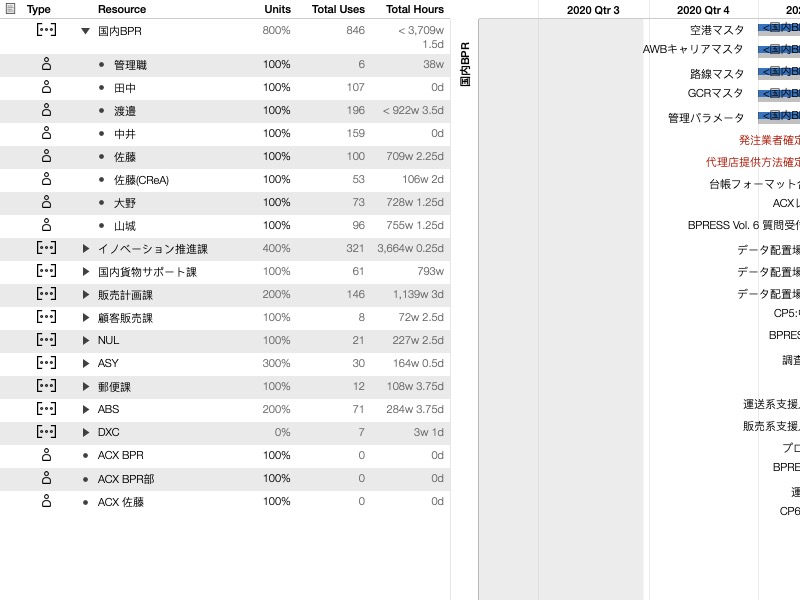 Type Resource Units Total Uses Total Hours
国内BPR 800% 846 < 3,709w
1.5d
管理職 100% 6 38w
田中 100% 107 0d
渡邉 100% 196 < 922w 3.5d
中井 100% 159 0d
佐藤 100% 100 709w 2.25d
佐藤(CReA) 100% 53 106w 2d
大野 100% 73 728w 1.25d
山城 100% 96 755w 1.25d
イノベーション推進課 400% 321 3,664w 0.25d
国内貨物サポート課 100% 61 793w
販売計画課 200% 146 1,139w 3d
顧客販売課 100% 8 72w 2.5d
NUL 100% 21 227w 2.5d
ASY 300% 30 164w 0.5d
郵便課 100% 12 108w 3.75d
ABS 200% 71 284w 3.75d
DXC 0% 7 3w 1d
ACX BPR 100% 0 0d
ACX BPR部 100% 0 0d
ACX 佐藤 100% 0 0d
国内BPR
2020 Qtr 3 2020 Qtr 4 202
空港マスタ <国内B
AWBキャリアマスタ <国内B
路線マスタ <国内B
GCRマスタ <国内B
管理パラメータ <国内B
発注業者確定
代理店提供方法確定
台帳フォーマット
ACX
BPRESS Vol. 6 質問受付
データ配置場
データ配置場
データ配置場
CP5:
BPRES
調査
運送系支援
販売系支援
プロ
BPRE
運
CP6